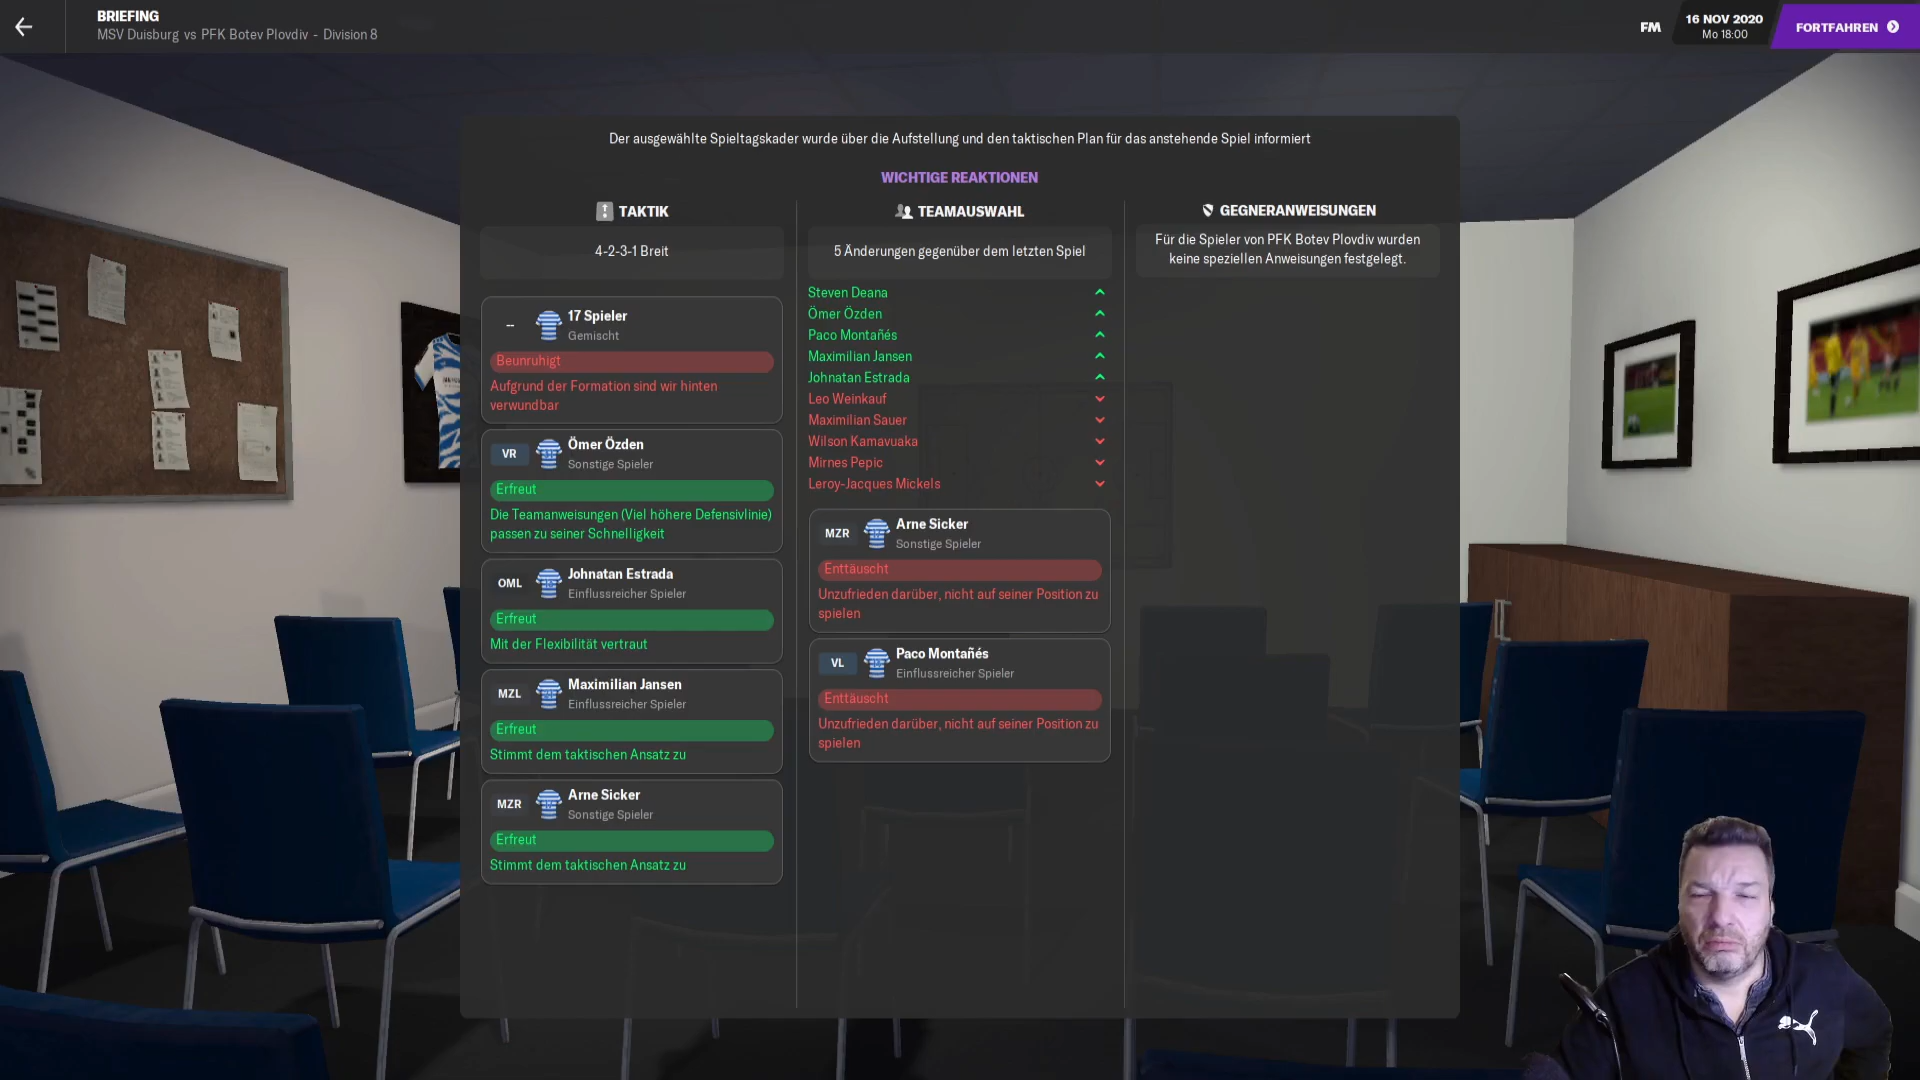 BRIEFING
MSV Duisburg vs PFK Botev Plovdiv - Division 8
FM
16 NOV 2020
Mo 18:00
FORTFAHREN
Der ausgewählte Spieltagskader wurde über die Aufstellung und den taktischen Plan für das anstehende Spiel informiert
WICHTIGE REAKTIONEN
TAKTIK
4-2-3-1 Breit
--
17 Spieler
Gemischt
Beunruhigt
Aufgrund der Formation sind wir hinten
verwundbar
VR
Ömer Özden
Sonstige Spieler
Erfreut
Die Teamanweisungen (Viel höhere Defensivlinie)
passen zu seiner Schnelligkeit
OML
Johnatan Estrada
Einflussreicher Spieler
Erfreut
Mit der Flexibilität vertraut
MZL
Maximilian Jansen
Einflussreicher Spieler
Erfreut
Stimmt dem taktischen Ansatz zu
MZR
Arne Sicker
Sonstige Spieler
Erfreut
Stimmt dem taktischen Ansatz zu
TEAMAUSWAHL
5 Änderungen gegenüber dem letzten Spiel
Steven Deana
Ömer Özden
Paco Montañés
Maximilian Jansen
Johnatan Estrada
Leo Weinkauf
Maximilian Sauer
Wilson Kamavuaka
Mirnes Pepic
Leroy-Jacques Mickels
MZR
Arne Sicker
Sonstige Spieler
Enttäuscht
Unzufrieden darüber, nicht auf seiner Position zu
spielen
VL
Paco Montañés
Einflussreicher Spieler
Enttäuscht
Unzufrieden darüber, nicht auf seiner Position zu
spielen
GEGNERANWEISUNGEN
Für die Spieler von PFK Botev Plovdiv wurden
keine speziellen Anweisungen festgelegt.